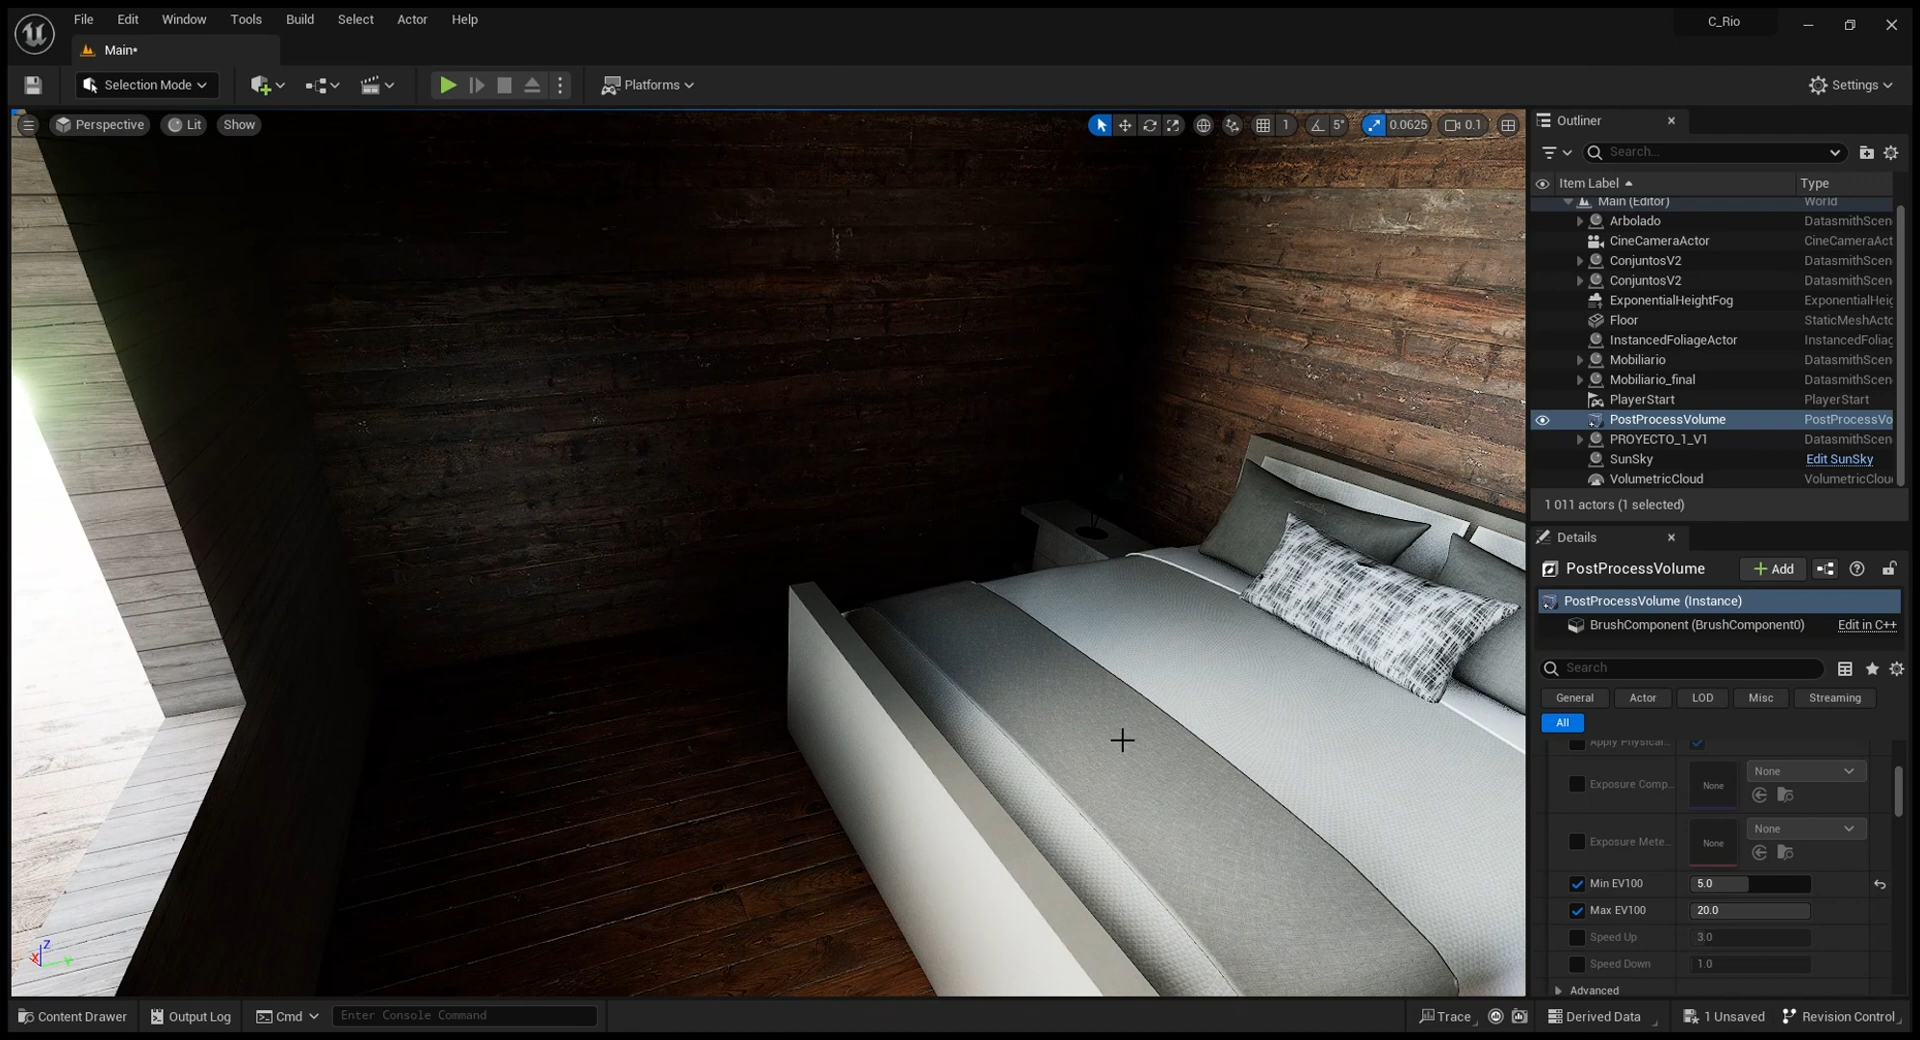 File Edit Window Tools Build Select Actor Help
C_Rio
Main•
Selection Mode
Platforms
Settings
Perspective Lit Show
1 5° 0.0625 0.1
Outliner
Search...
Item Label Type
Main (Editor) World
Arbolado DatasmithScen
CineCameraActor CineCameraAct
ConjuntosV2 DatasmithScen
ConjuntosV2 DatasmithScen
ExponentialHeightFog ExponentialHeig
Floor StaticMeshActo
InstancedFoliageActor InstancedFoliag
Mobiliario DatasmithScen
Mobiliario_final DatasmithScen
PlayerStart PlayerStart
PostProcessVolume PostProcessVo
PROYECTO_1_V1 DatasmithScen
SunSky Edit SunSky
VolumetricCloud VolumetricClou
1 011 actors (1 selected)
Details
PostProcessVolume Add
PostProcessVolume (Instance)
BrushComponent (BrushComponent0) Edit in C++
Search
General Actor LOD Misc Streaming
All
Apply Physical...
Exposure Comp... None None
Exposure Mete... None None
Min EV100 5.0
Max EV100 20.0
Speed Up 3.0
Speed Down 1.0
Advanced
Z
X Y
Content Drawer Output Log Cmd Enter Console Command
Trace Derived Data 1 Unsaved Revision Control